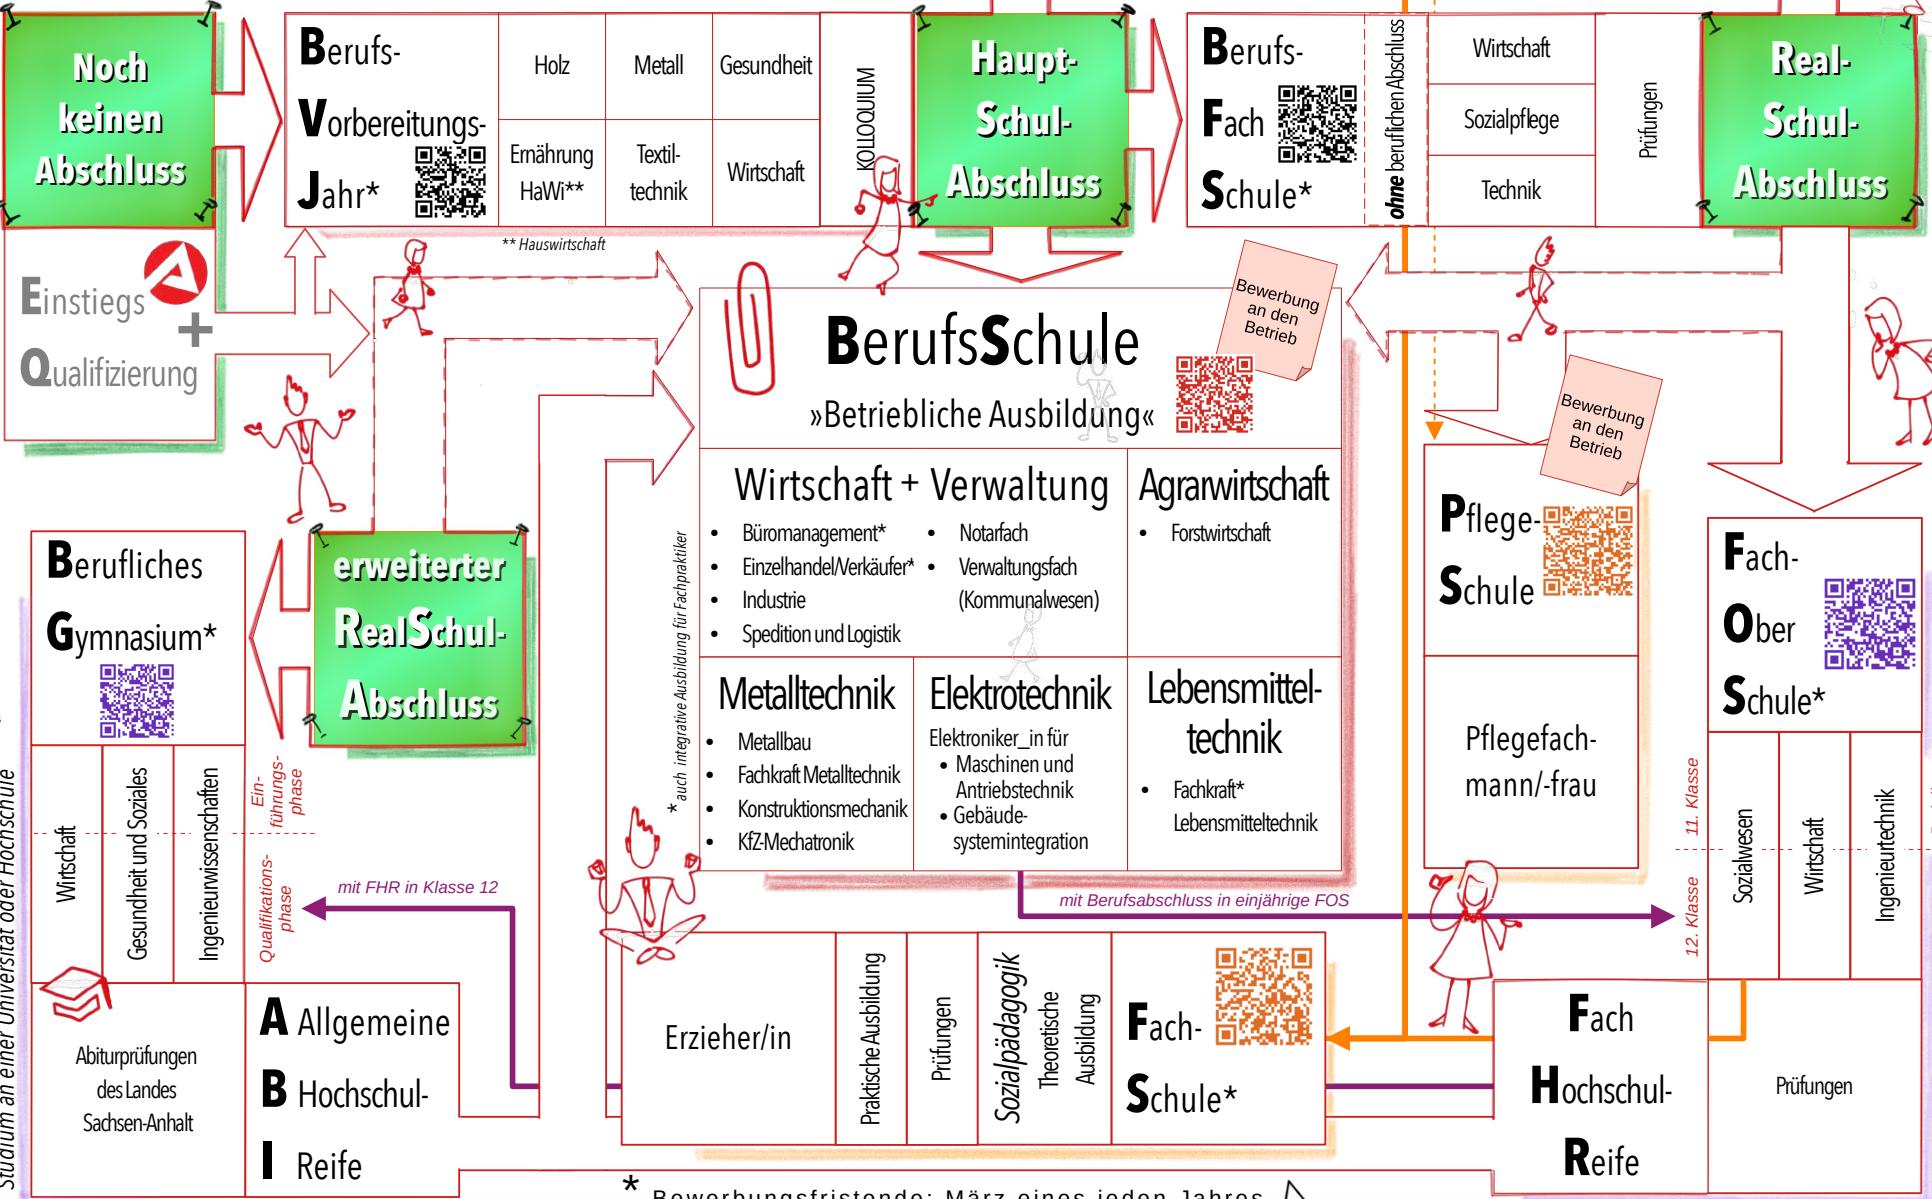 Noch
keinen
Abschluss
Berufs-
Vorbereitungs-
Jahr*
Holz
Metall
Gesundheit
Ernährung
HaWi**
Textil-
technik
Wirtschaft
KOLLOQUIUM
** Hauswirtschaft
Haupt-
Schul-
Abschluss
Berufs-
Fach
Schule*
ohne beruflichen Abschluss
Wirtschaft
Sozialpflege
Technik
Prüfungen
Real-
Schul-
Abschluss
Einstiegs
+
Qualifizierung
BerufsSchule
»Betriebliche Ausbildung«
Bewerbung
an den
Betrieb
Wirtschaft + Verwaltung
• Büromanagement*
• Einzelhandel/Verkäufer*
• Industrie
• Spedition und Logistik
• Notarfach
• Verwaltungsfach
(Kommunalwesen)
Agrarwirtschaft
• Forstwirtschaft
Metalltechnik
• Metallbau
• Fachkraft Metalltechnik
• Konstruktionsmechanik
• KfZ-Mechatronik
Elektrotechnik
Elektroniker_in für
• Maschinen und
Antriebstechnik
• Gebäude-
systemintegration
Lebensmittel-
technik
• Fachkraft*
Lebensmitteltechnik
* auch integrative Ausbildung für Fachpraktiker
Bewerbung
an den
Betrieb
Pflege-
Schule
Pflegefach-
mann/-frau
Fach-
Ober
Schule*
11. Klasse
12. Klasse
Sozialwesen
Wirtschaft
Ingenieurtechnik
Berufliches
Gymnasium*
erweiterter
RealSchul-
Abschluss
Wirtschaft
Gesundheit und Soziales
Ingenieurwissenschaften
Ein-
führungs-
phase
Qualifikations-
phase
mit FHR in Klasse 12
mit Berufsabschluss in einjährige FOS
Studium an einer Universität oder Hochschule
Abiturprüfungen
des Landes
Sachsen-Anhalt
A Allgemeine
B Hochschul-
I Reife
Erzieher/in
Praktische Ausbildung
Prüfungen
Sozialpädagogik
Theoretische
Ausbildung
Fach-
Schule*
Fach
Hochschul-
Reife
Prüfungen
* Bewerbungsfristende: März eines jeden Jahres